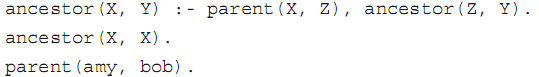 ancestor(X, Y) :- parent(X, Z), ancestor(Z, Y).
ancestor(X, X).
parent(amy, bob).